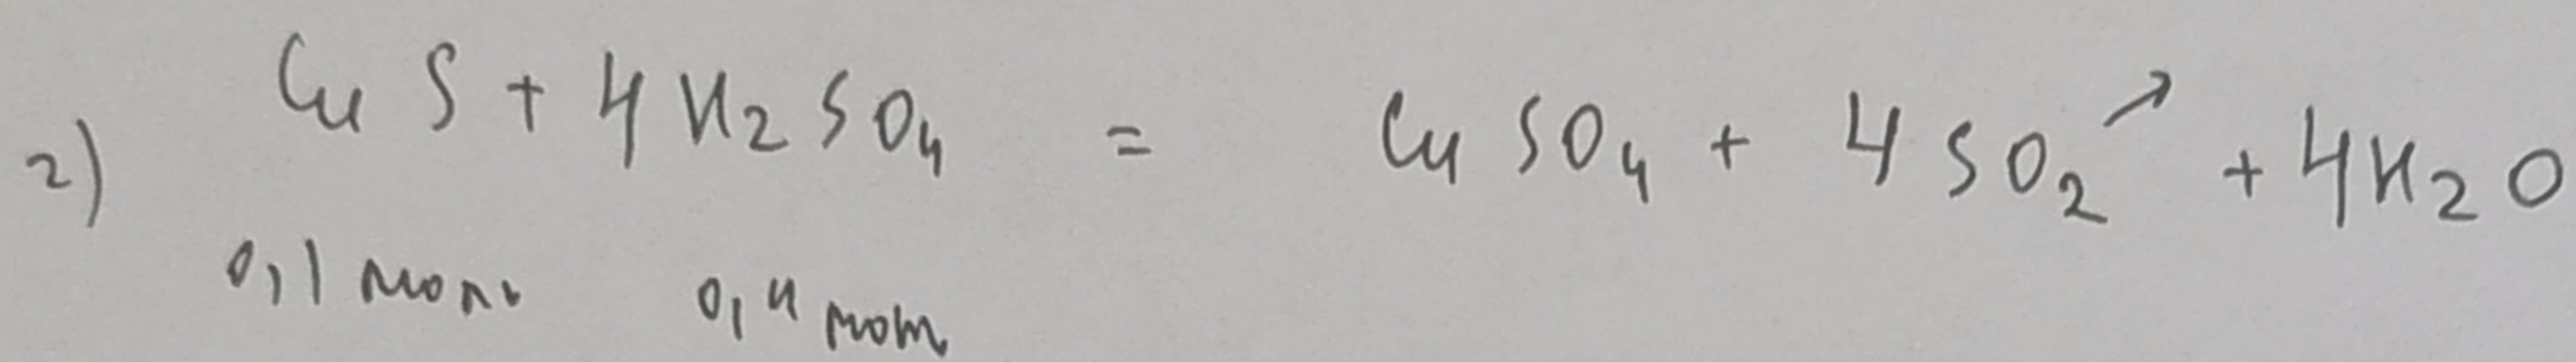 2) CuS + 4H₂SO₄ = CuSO₄ + 4SO₂↗ + 4H₂O
0,1 моль 0,4 моль